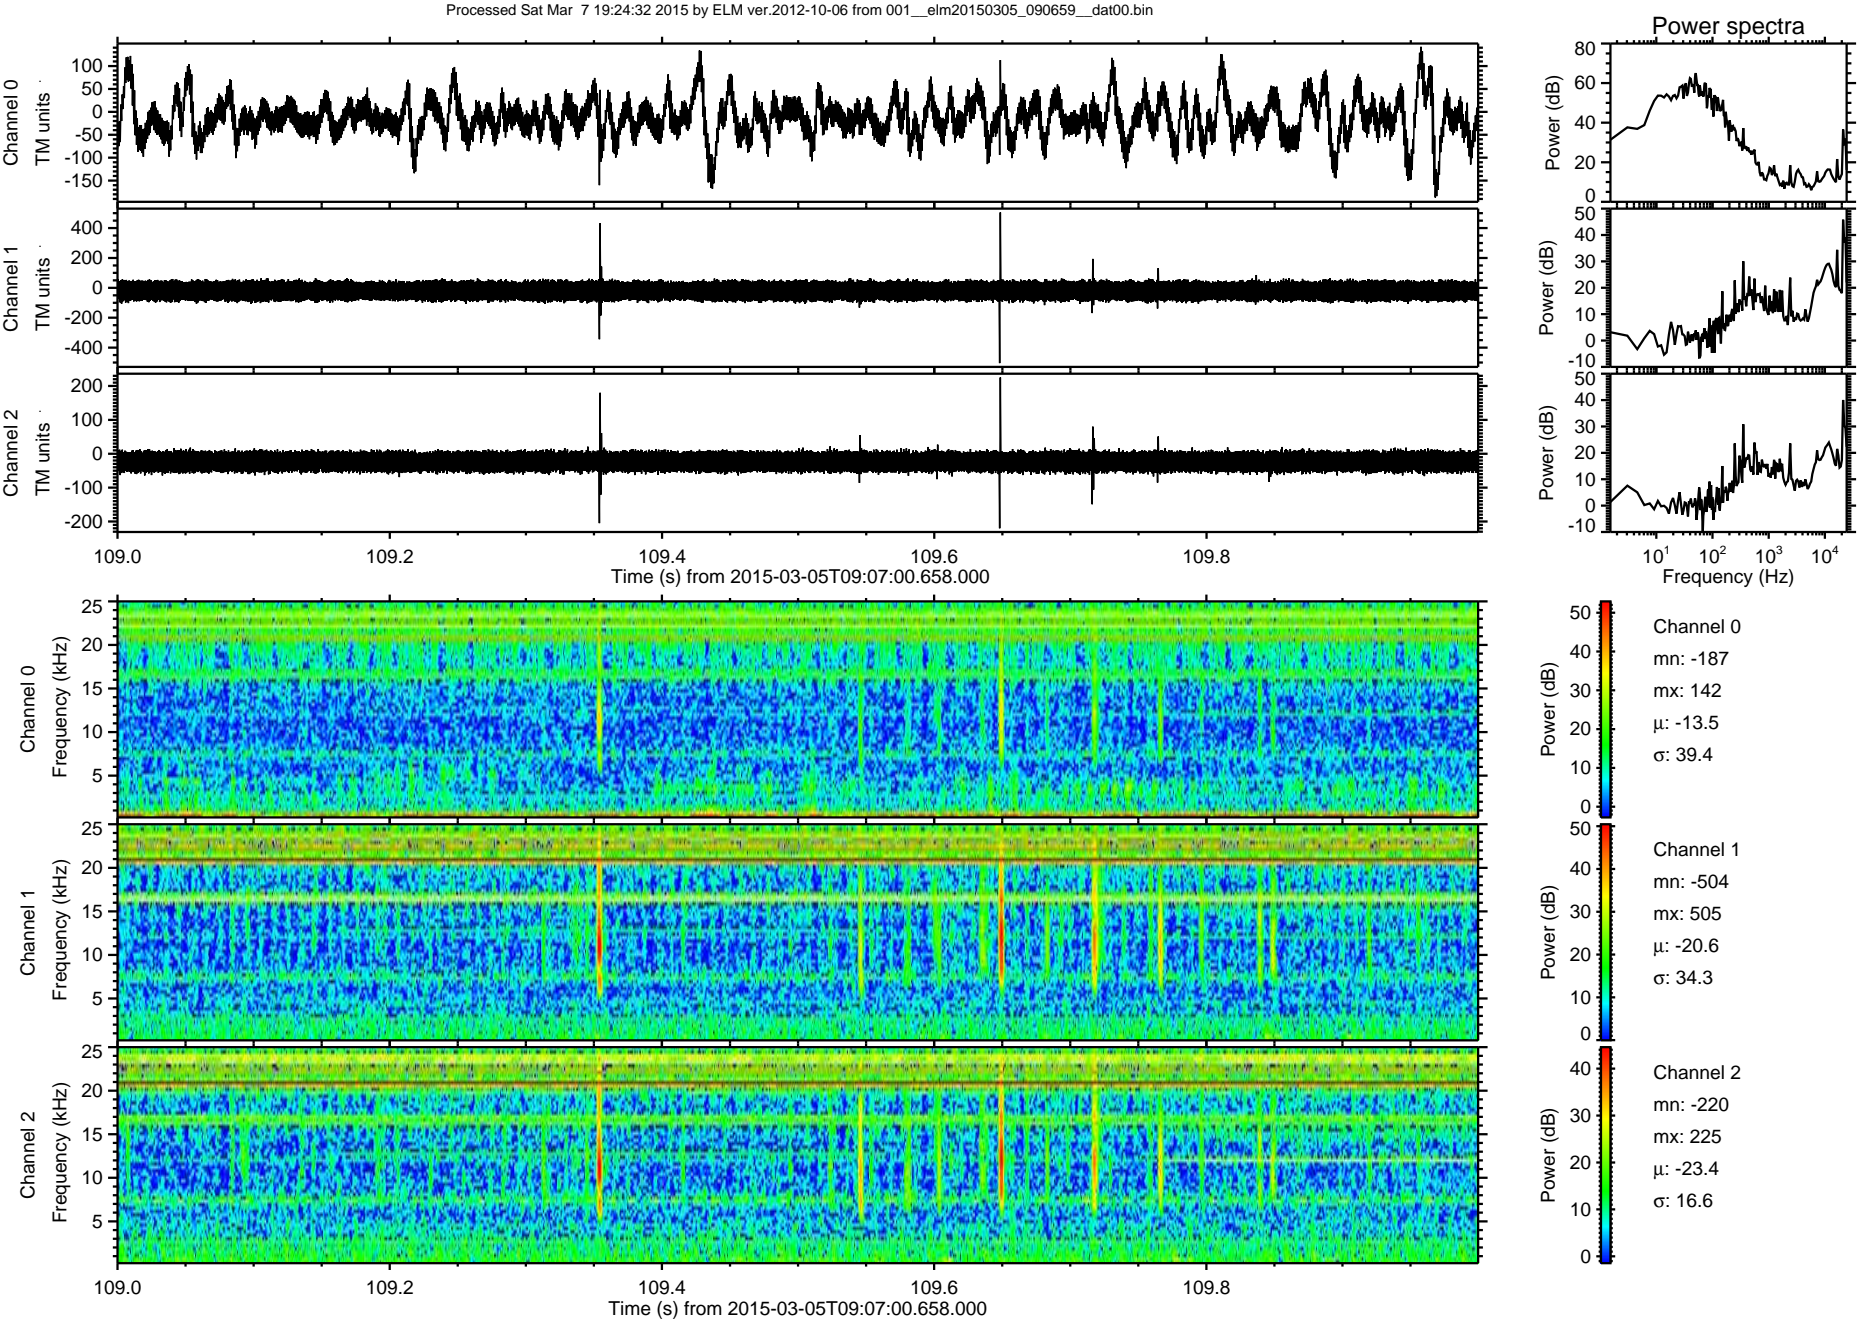 Processed Sat Mar  7 19:24:32 2015 by ELM ver.2012-10-06 from 001__elm20150305_090659__dat00.bin
Power spectra
Channel 0
TM units
100
50
0
-50
-100
-150
Power (dB)
80
60
40
20
0
Channel 1
TM units
400
200
0
-200
-400
Power (dB)
50
40
30
20
10
0
-10
Channel 2
TM units
200
100
0
-100
-200
Power (dB)
50
40
30
20
10
0
-10
109.0 109.2 109.4 109.6 109.8
Time (s) from 2015-03-05T09:07:00.658.000
10^1 10^2 10^3 10^4
Frequency (Hz)
Channel 0
Frequency (kHz)
25
20
15
10
5
Power (dB)
50
40
30
20
10
0
Channel 0
mn: -187
mx: 142
μ: -13.5
σ: 39.4
Channel 1
Frequency (kHz)
25
20
15
10
5
Power (dB)
50
40
30
20
10
0
Channel 1
mn: -504
mx: 505
μ: -20.6
σ: 34.3
Channel 2
Frequency (kHz)
25
20
15
10
5
Power (dB)
40
30
20
10
0
Channel 2
mn: -220
mx: 225
μ: -23.4
σ: 16.6
109.0 109.2 109.4 109.6 109.8
Time (s) from 2015-03-05T09:07:00.658.000